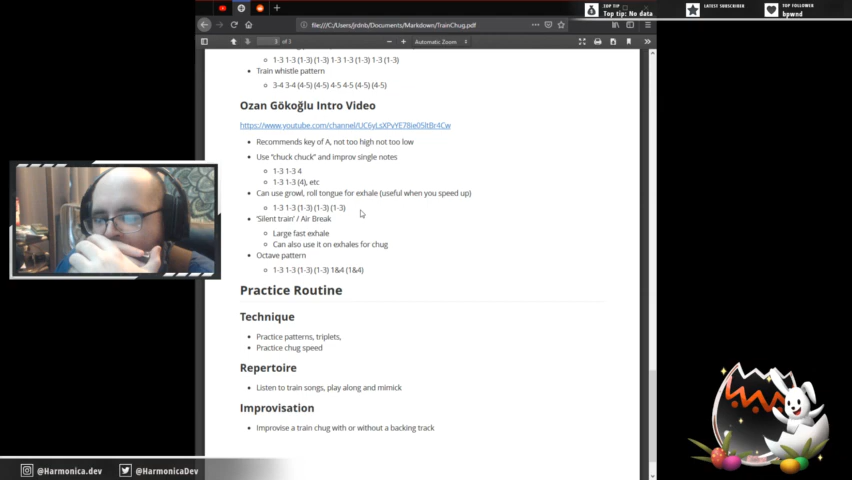 TOP TIP
Top tip: No data
LATEST SUBSCRIBER
TOP FOLLOWER
bpwnd
file:///C:/Users/jrdnb/Documents/Markdown/TrainChug.pdf
3 of 3
Automatic Zoom
1-3 1-3 (1-3) (1-3) 1-3 1-3 (1-3) 1-3 (1-3)
Train whistle pattern
3-4 3-4 (4-5) (4-5) 4-5 4-5 (4-5) (4-5)
Ozan Gökoğlu Intro Video
https://www.youtube.com/channel/UC6yLsXPvYE78ie05ltBr4Cw
Recommends key of A, not too high not too low
Use "chuck chuck" and improv single notes
1-3 1-3 4
1-3 1-3 (4), etc
Can use growl, roll tongue for exhale (useful when you speed up)
1-3 1-3 (1-3) (1-3) (1-3)
'Silent train' / Air Break
Large fast exhale
Can also use it on exhales for chug
Octave pattern
1-3 1-3 (1-3) (1-3) 1&4 (1&4)
Practice Routine
Technique
Practice patterns, triplets,
Practice chug speed
Repertoire
Listen to train songs, play along and mimick
Improvisation
Improvise a train chug with or without a backing track
@Harmonica.dev
@HarmonicaDev